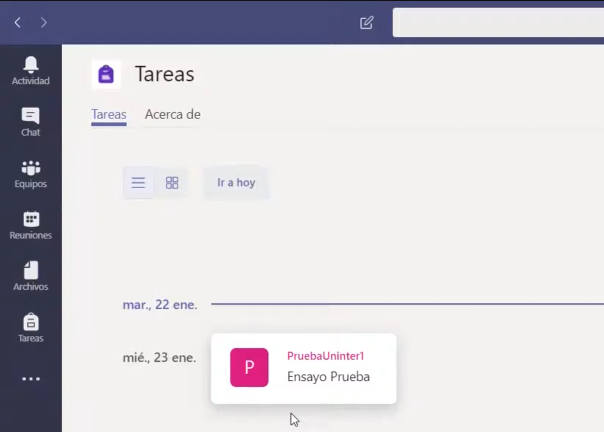 Tareas
Actividad
Tareas
Acerca de
Chat
Equipos
Ir a hoy
Reuniones
Archivos
mar., 22 ene.
Tareas
mié., 23 ene.
P
PruebaUninter1
Ensayo Prueba